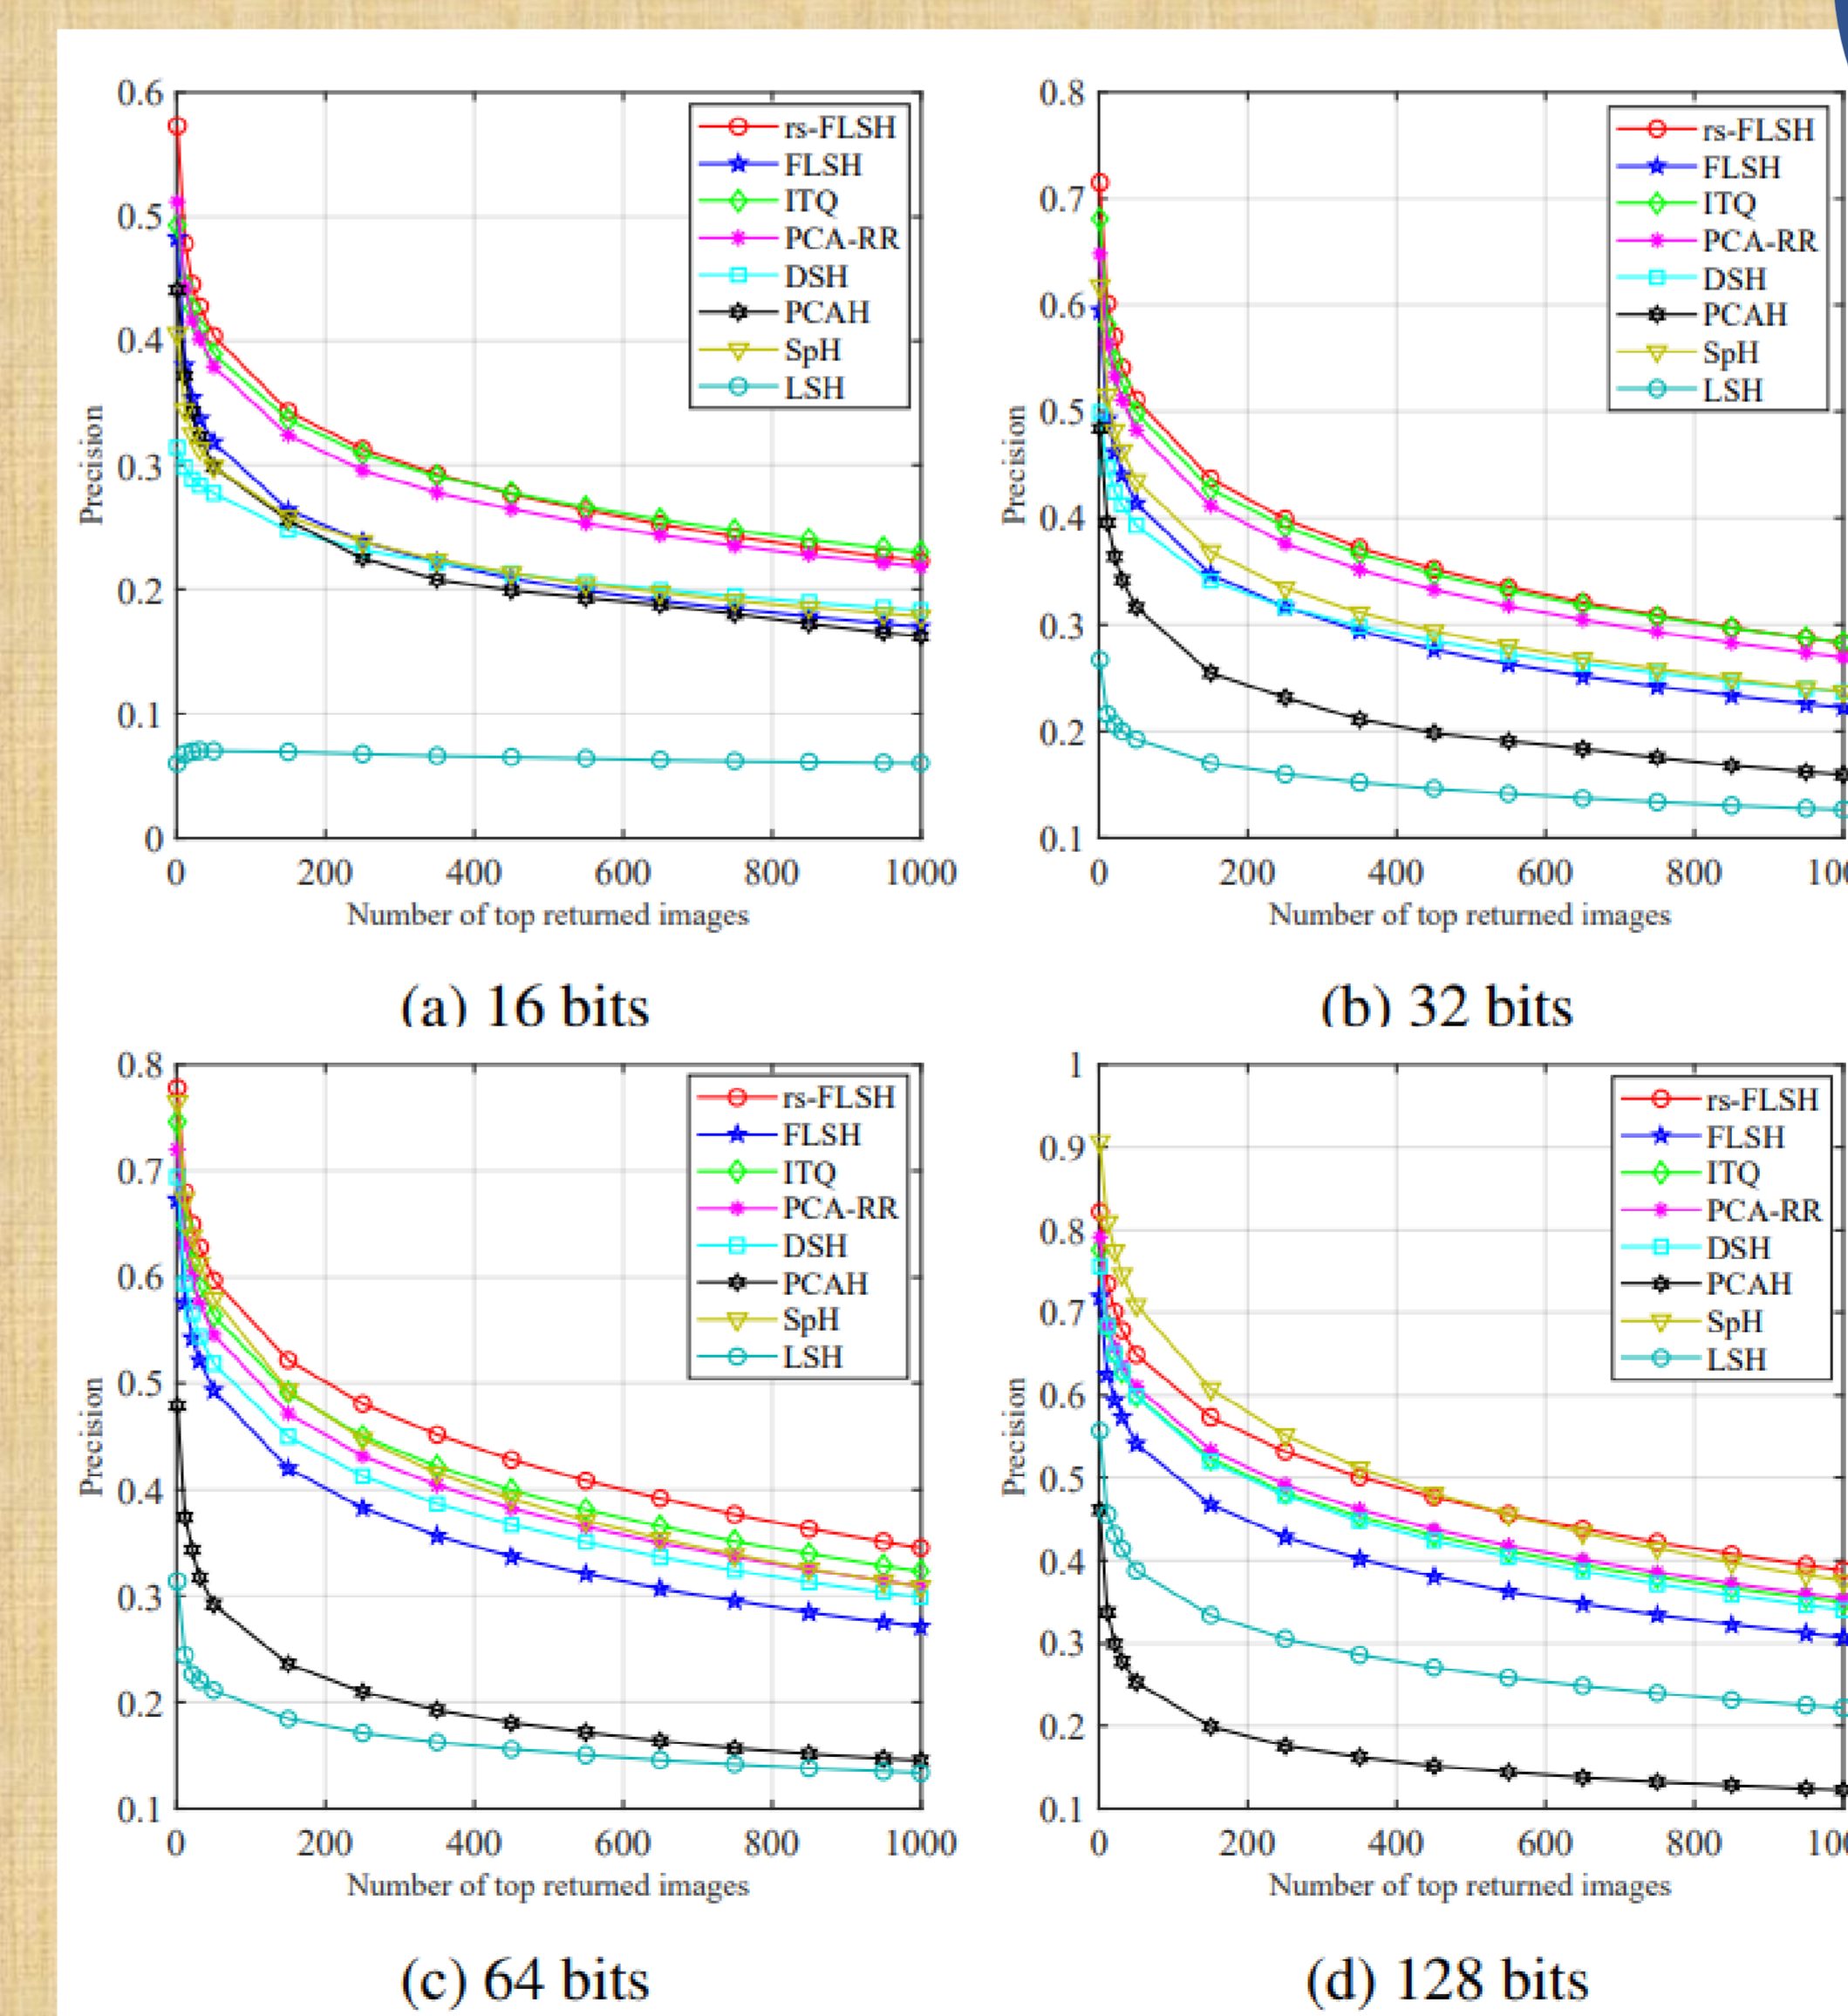 0.6
0.5
0.4
0.3
0.2
0.1
0
Precision
rs-FLSH
FLSH
ITQ
PCA-RR
DSH
PCAH
SpH
LSH
0 200 400 600 800 1000
Number of top returned images
(a) 16 bits
0.8
0.7
0.6
0.5
0.4
0.3
0.2
0.1
Precision
rs-FLSH
FLSH
ITQ
PCA-RR
DSH
PCAH
SpH
LSH
0 200 400 600 800
Number of top returned images
(b) 32 bits
0.8
0.7
0.6
0.5
0.4
0.3
0.2
0.1
Precision
rs-FLSH
FLSH
ITQ
PCA-RR
DSH
PCAH
SpH
LSH
0 200 400 600 800 1000
Number of top returned images
(c) 64 bits
1
0.9
0.8
0.7
0.6
0.5
0.4
0.3
0.2
0.1
Precision
rs-FLSH
FLSH
ITQ
PCA-RR
DSH
PCAH
SpH
LSH
0 200 400 600 800
Number of top returned images
(d) 128 bits